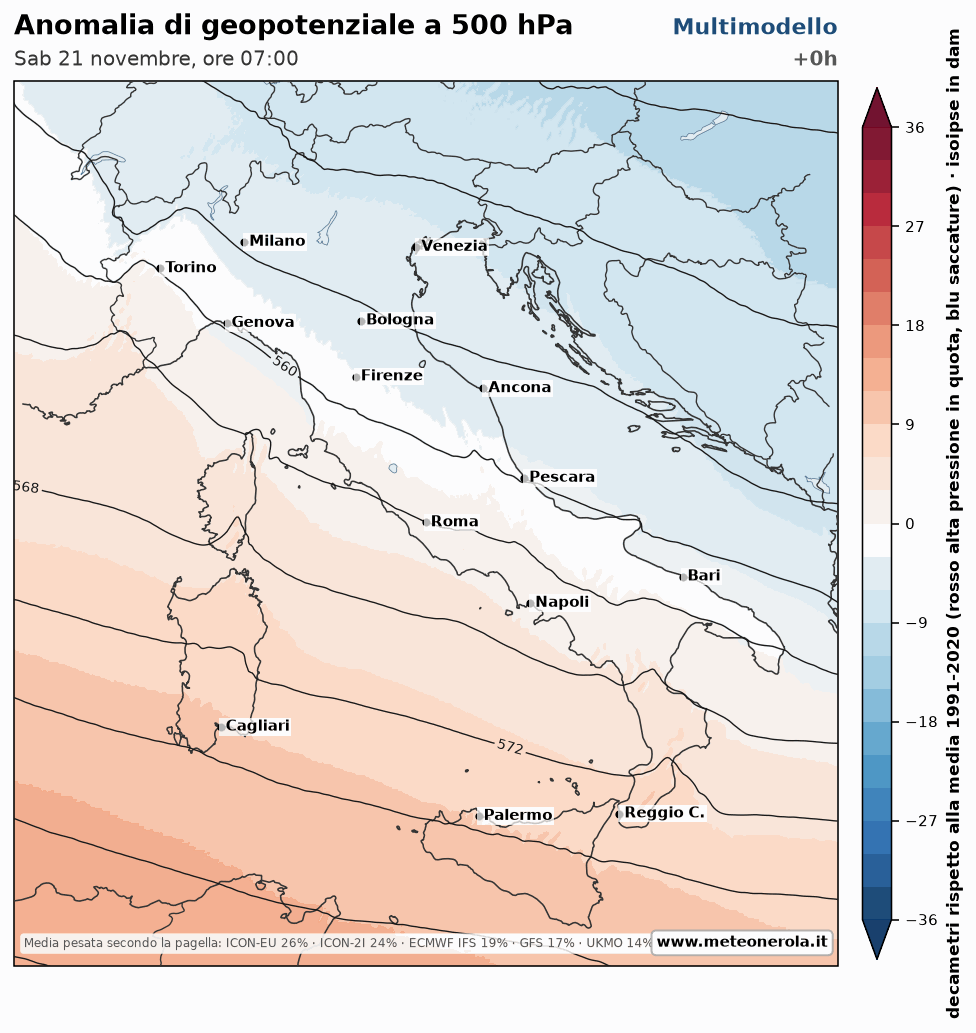 Anomalia di geopotenziale a 500 hPa
Multimodello
Sab 21 novembre, ore 07:00
+0h
Milano
Venezia
Torino
Genova
Bologna
560
Firenze
Ancona
Pescara
568
Roma
Bari
Napoli
Cagliari
572
Palermo
Reggio C.
Media pesata secondo la pagella: ICON-EU 26% · ICON-2I 24% · ECMWF IFS 19% · GFS 17% · UKMO 14%
www.meteonerola.it
36
27
18
9
0
−9
−18
−27
−36
decametri rispetto alla media 1991-2020 (rosso alta pressione in quota, blu saccature) · isoipse in dam